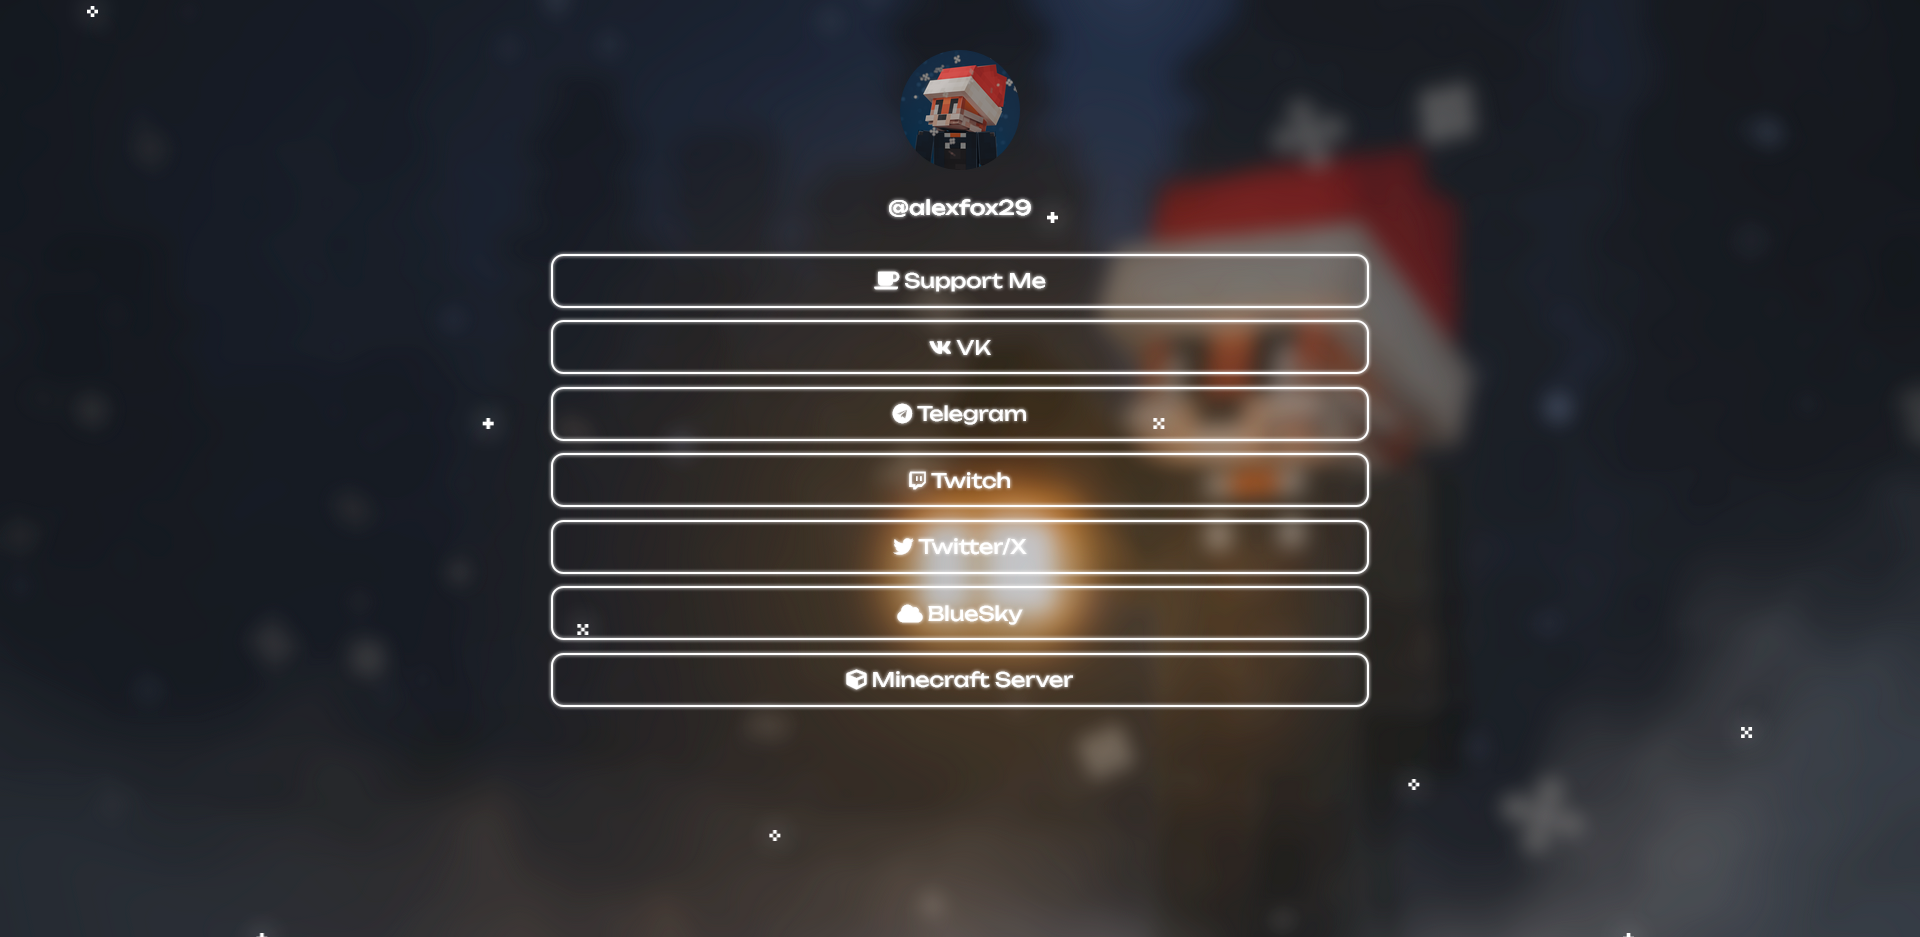 @alexfox29
Support Me
VK
Telegram
Twitch
Twitter/X
BlueSky
Minecraft Server